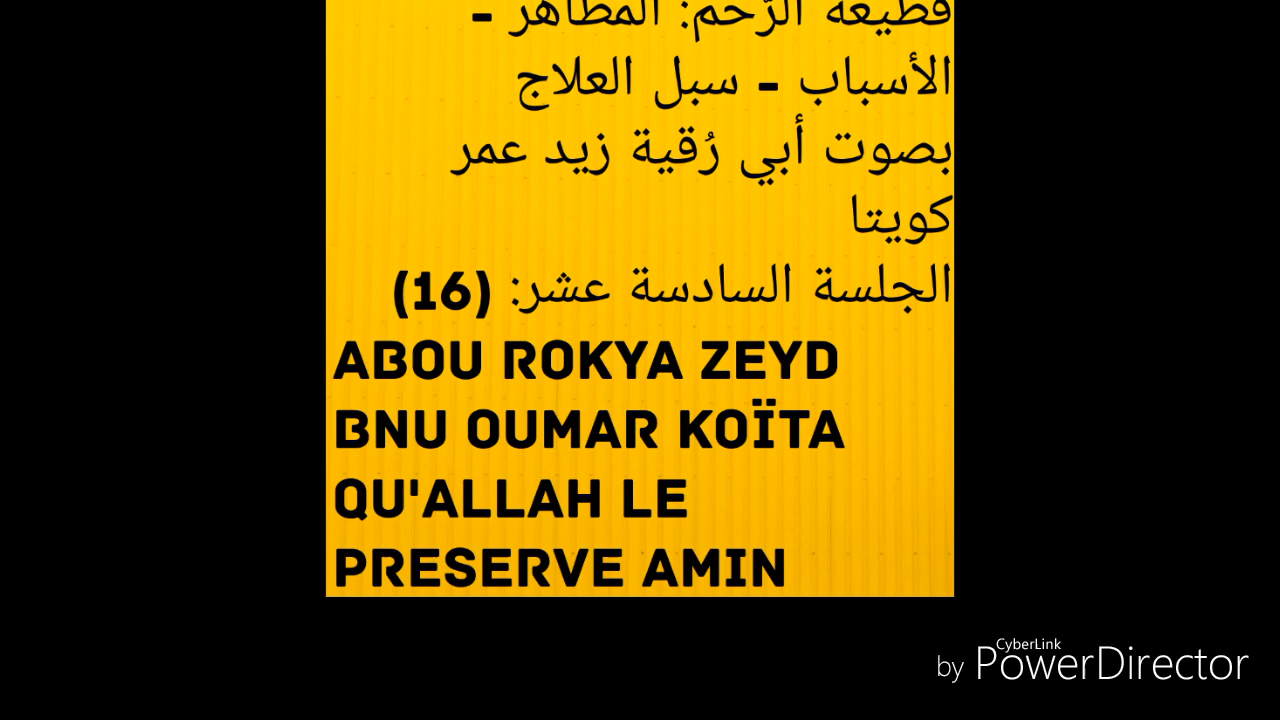 قطيعة الرَّحم: المظاهر -
الأسباب - سبل العلاج
بصوت أبي رُقية زيد عمر
كويتا
الجلسة السادسة عشر: (16)
ABOU ROKYA ZEYD
BNU OUMAR KOÏTA
QU'ALLAH LE
PRESERVE AMIN
CyberLink
by PowerDirector